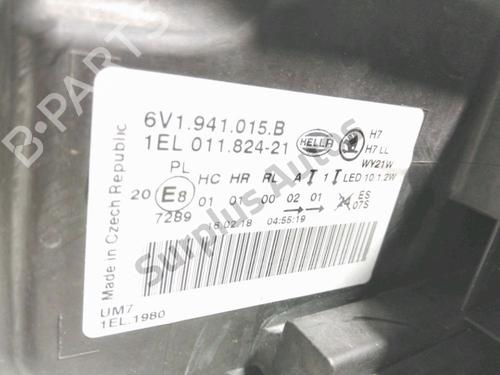 B-PARTS
Surplus Autos
Made in Czech Republic
6V1.941.015.B
1EL 011.824-21
HELLA
H7
H7 LL
WY21W
PL
HC HR RL A 1 LED 10.1.2W
20 E8 01 01 00 02 01 ES
07S
7289 16.02.18 04:55:19
UM7
1EL.1980